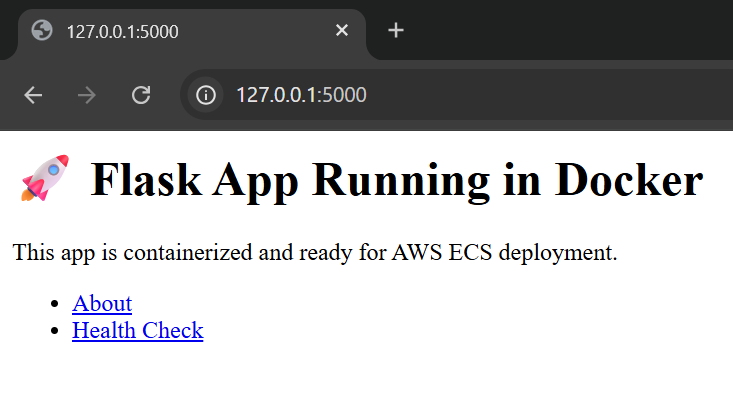 127.0.0.1:5000
127.0.0.1:5000
🚀 Flask App Running in Docker
This app is containerized and ready for AWS ECS deployment.
About
Health Check